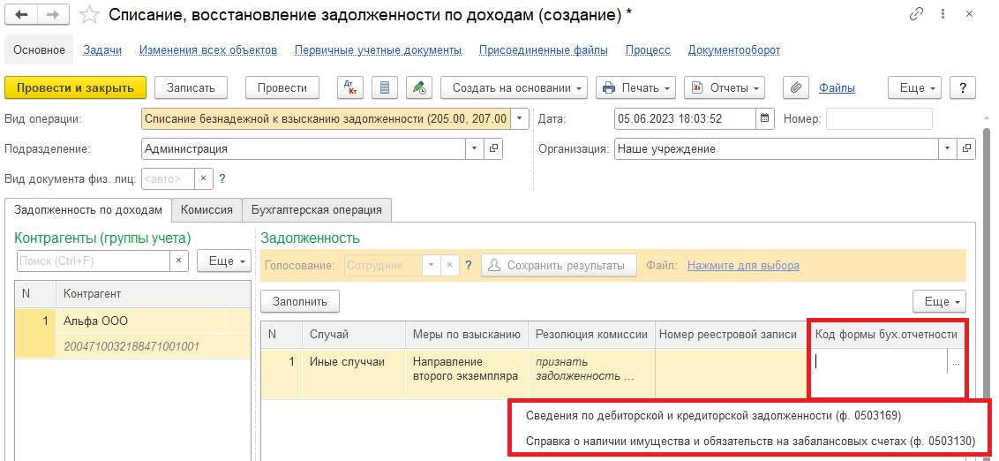 Списание, восстановление задолженности по доходам (создание) *
Основное Задачи Изменения всех объектов Первичные учетные документы Присоединенные файлы Процесс Документооборот
Провести и закрыть Записать Провести Дт Кт Создать на основании Печать Отчеты Файлы Еще ?
Вид операции: Списание безнадежной к взысканию задолженности (205.00, 207.00 Дата: 05.06.2023 18:03:52 Номер:
Подразделение: Администрация Организация: Наше учреждение
Вид документа физ. лиц: <авто> × ?
Задолженность по доходам Комиссия Бухгалтерская операция
Контрагенты (группы учета) Задолженность
Поиск (Ctrl+F) × Еще Голосование: Сотрудник × ? Сохранить результаты Файл: Нажмите для выбора
Заполнить Еще
N Контрагент
1 Альфа ООО
2004710032188471001001
N Случай Меры по взысканию Резолюция комиссии Номер реестровой записи Код формы бух.отчетности
1 Иные случчаи Направление признать ...
второго экземпляра задолженность ...
Сведения по дебиторской и кредиторской задолженности (ф. 0503169)
Справка о наличии имущества и обязательств на забалансовых счетах (ф. 0503130)